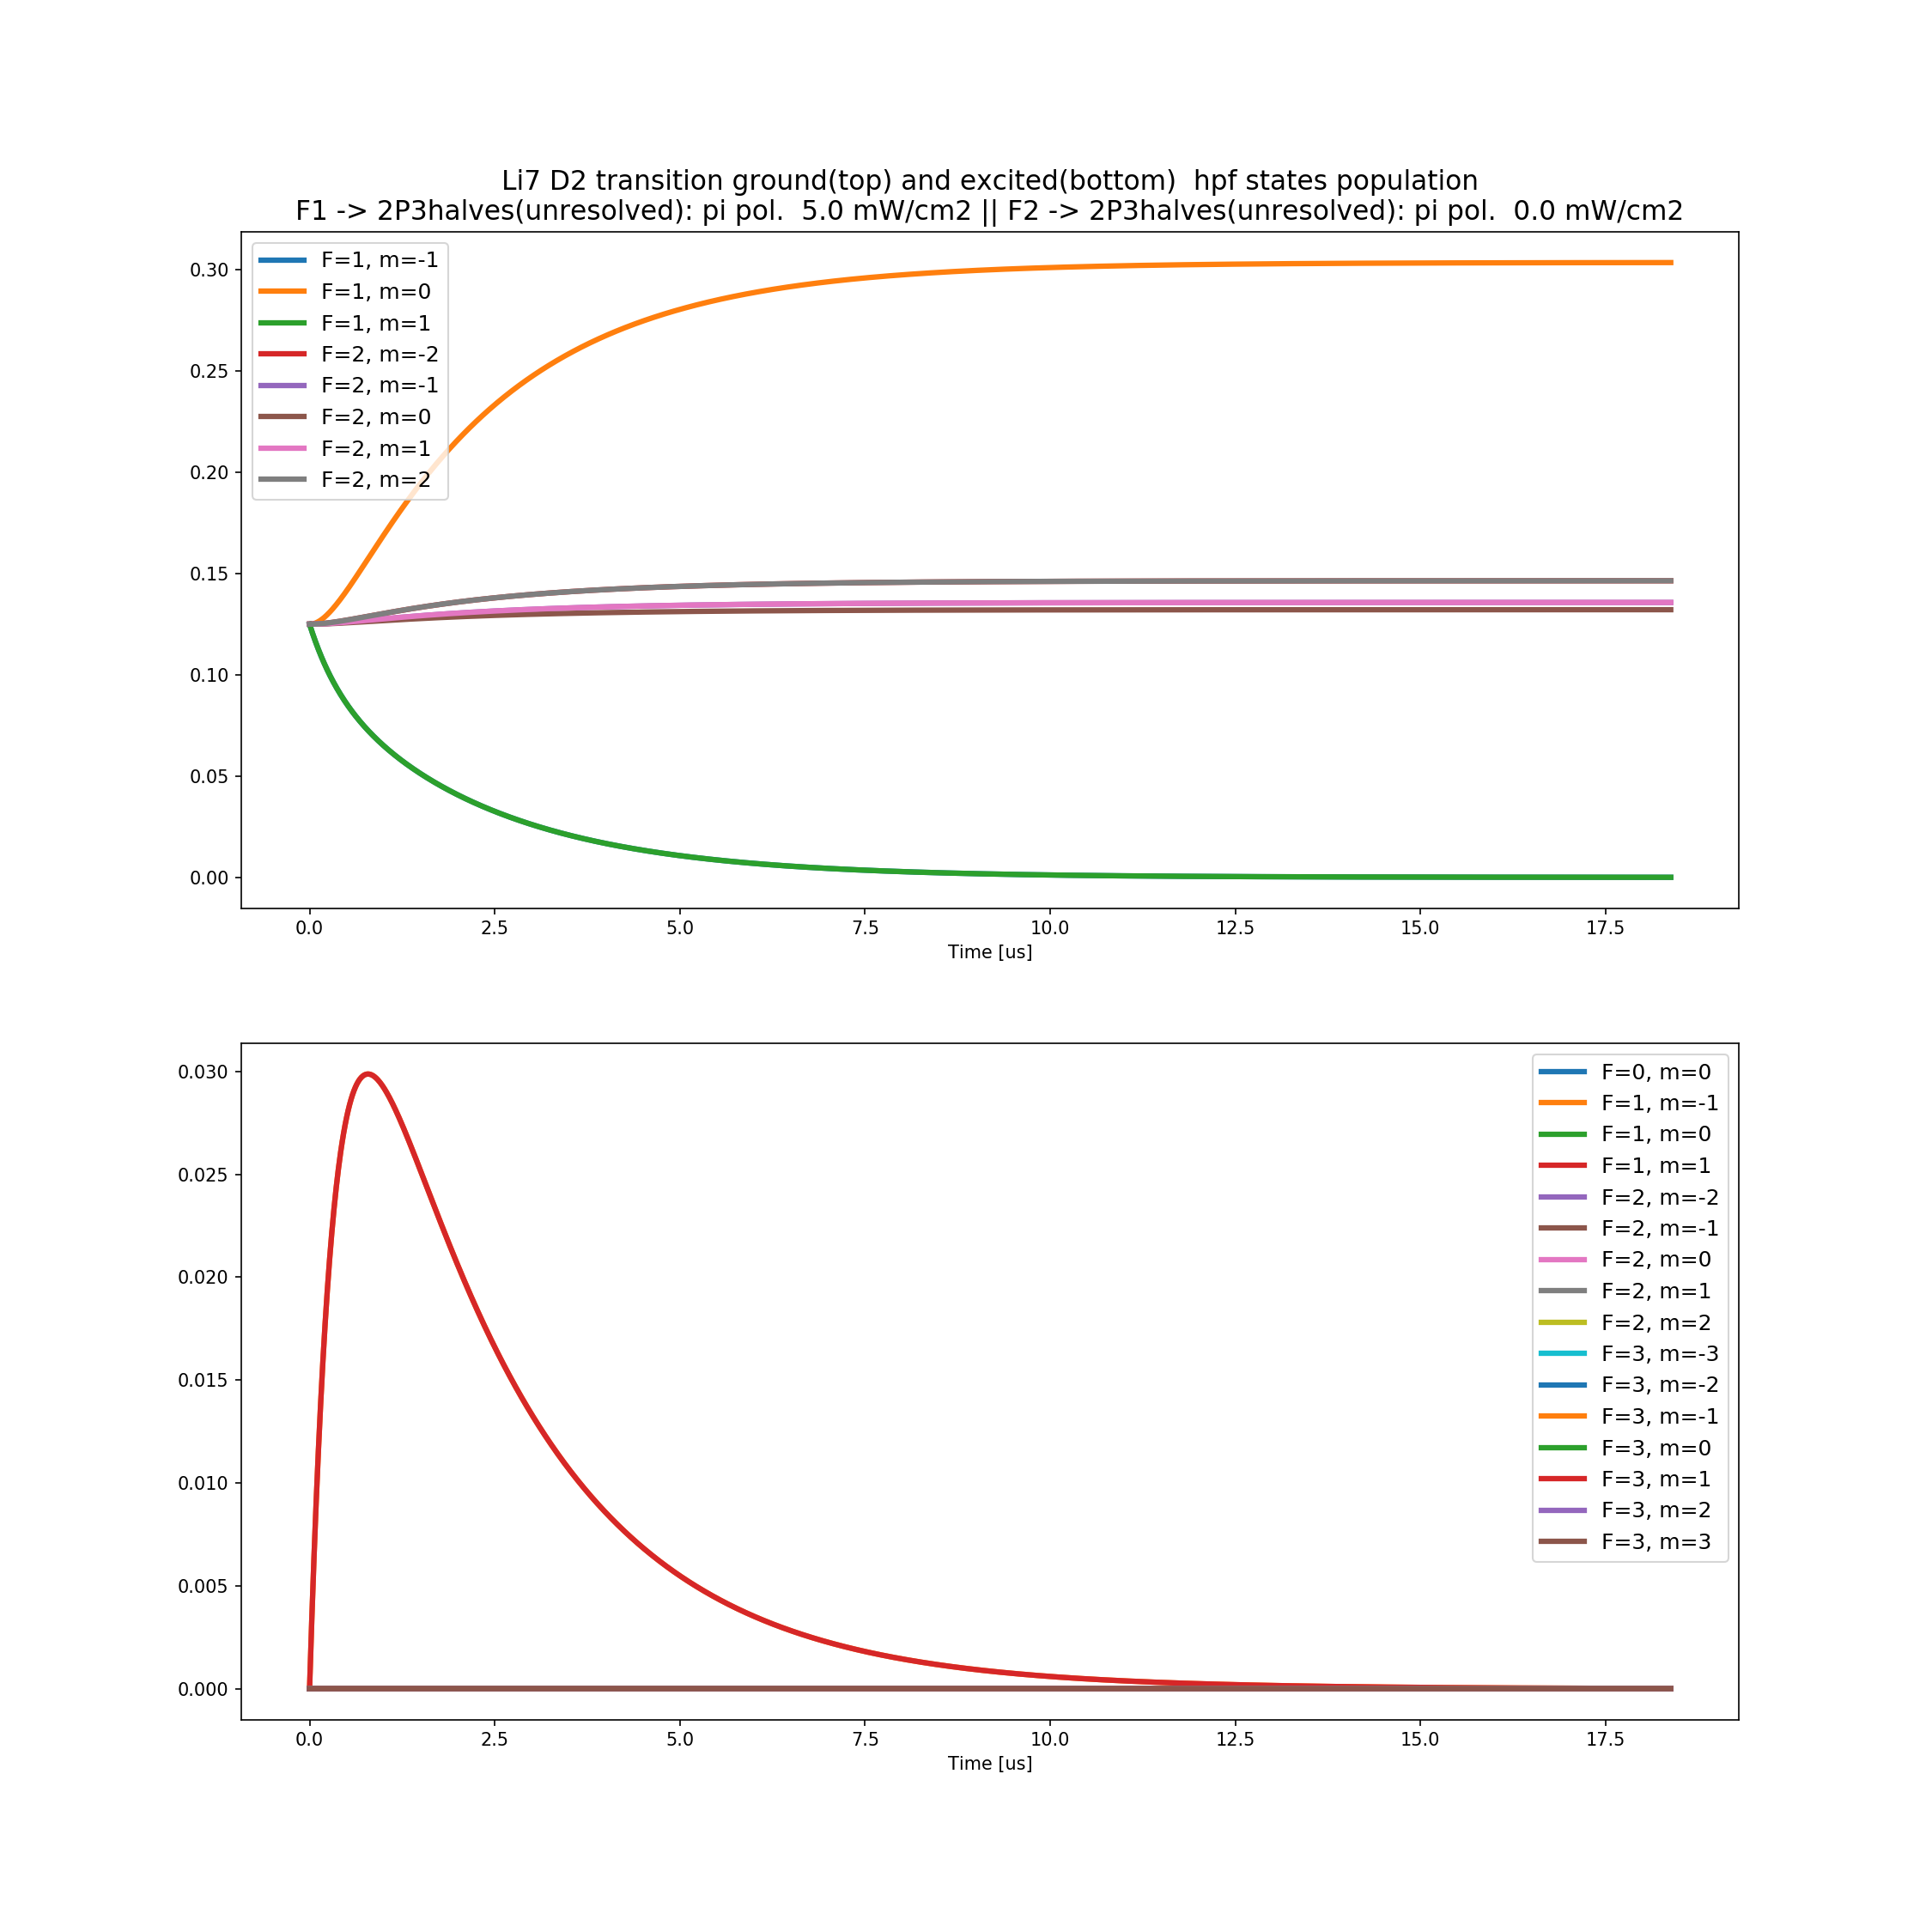 Li7 D2 transition ground(top) and excited(bottom)  hpf states population
F1 -> 2P3halves(unresolved): pi pol.  5.0 mW/cm2 || F2 -> 2P3halves(unresolved): pi pol.  0.0 mW/cm2
F=1, m=-1
F=1, m=0
F=1, m=1
F=2, m=-2
F=2, m=-1
F=2, m=0
F=2, m=1
F=2, m=2
0.30
0.25
0.20
0.15
0.10
0.05
0.00
0.0 2.5 5.0 7.5 10.0 12.5 15.0 17.5
Time [us]
F=0, m=0
F=1, m=-1
F=1, m=0
F=1, m=1
F=2, m=-2
F=2, m=-1
F=2, m=0
F=2, m=1
F=2, m=2
F=3, m=-3
F=3, m=-2
F=3, m=-1
F=3, m=0
F=3, m=1
F=3, m=2
F=3, m=3
0.030
0.025
0.020
0.015
0.010
0.005
0.000
0.0 2.5 5.0 7.5 10.0 12.5 15.0 17.5
Time [us]